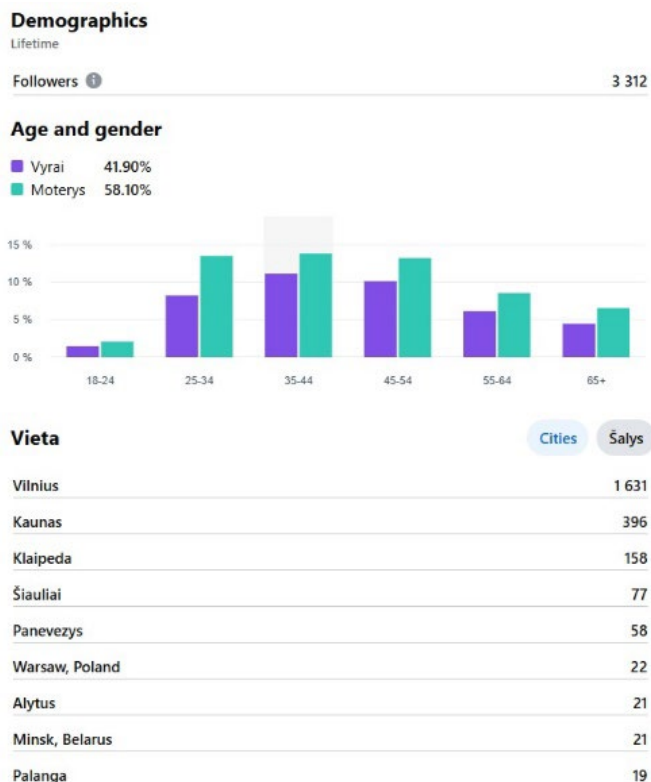 Demographics
Lifetime
Followers 3 312
Age and gender
Vyrai 41.90%
Moterys 58.10%
15 %
10 %
5 %
0 %
18-24 25-34 35-44 45-54 55-64 65+
Vieta Cities Šalys
Vilnius 1 631
Kaunas 396
Klaipeda 158
Šiauliai 77
Panevezys 58
Warsaw, Poland 22
Alytus 21
Minsk, Belarus 21
Palanga 19